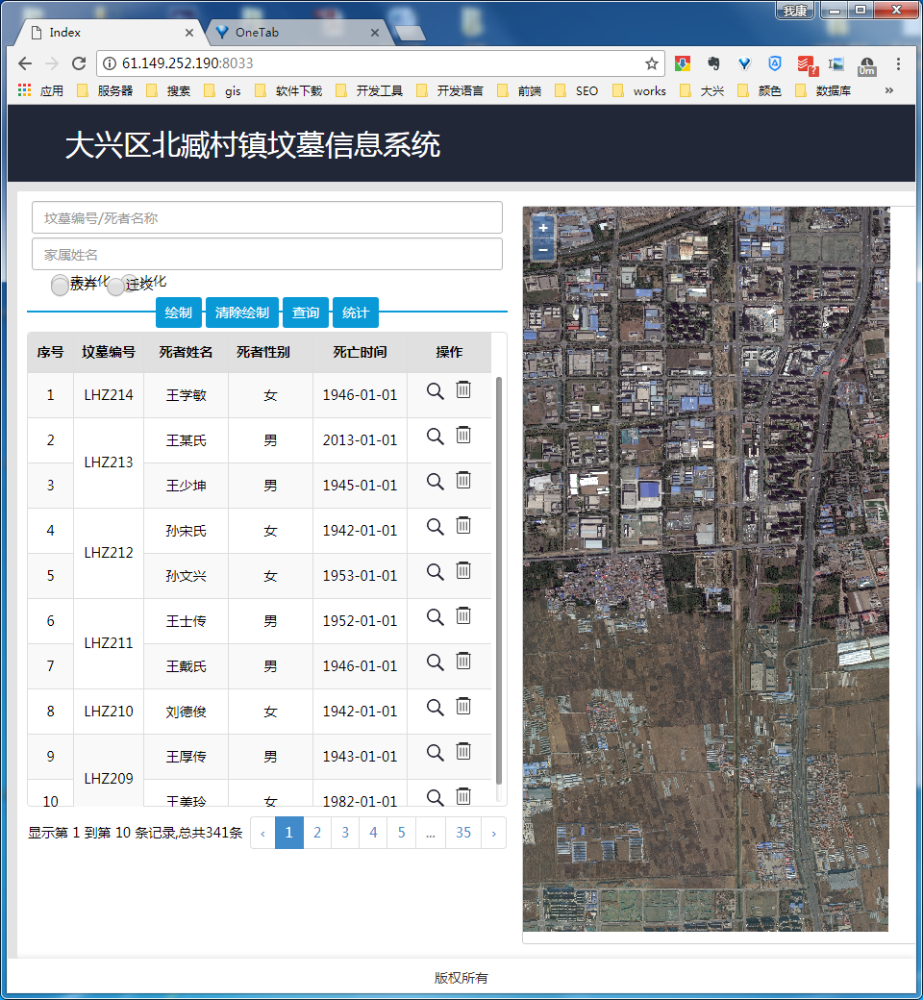 我康
Index
OneTab
61.149.252.190:8033
?
0m
应用 服务器 搜索 gis 软件下载 开发工具 开发语言 前端 SEO works 大兴 颜色 数据库 »
大兴区北臧村镇坟墓信息系统
坟墓编号/死者名称
家属姓名
迁坟
绘制 清除绘制 查询 统计
序号 坟墓编号 死者姓名 死者性别 死亡时间 操作
1 LHZ214 王学敏 女 1946-01-01
2 LHZ213 王某氏 男 2013-01-01
3 王少坤 男 1945-01-01
4 LHZ212 孙宋氏 女 1942-01-01
5 孙文兴 女 1953-01-01
6 LHZ211 王士传 男 1952-01-01
7 王戴氏 男 1946-01-01
8 LHZ210 刘德俊 女 1942-01-01
9 LHZ209 王厚传 男 1943-01-01
10 王美玲 女 1982-01-01
显示第 1 到第 10 条记录,总共341条 ‹ 1 2 3 4 5 ... 35 ›
+
−
版权所有